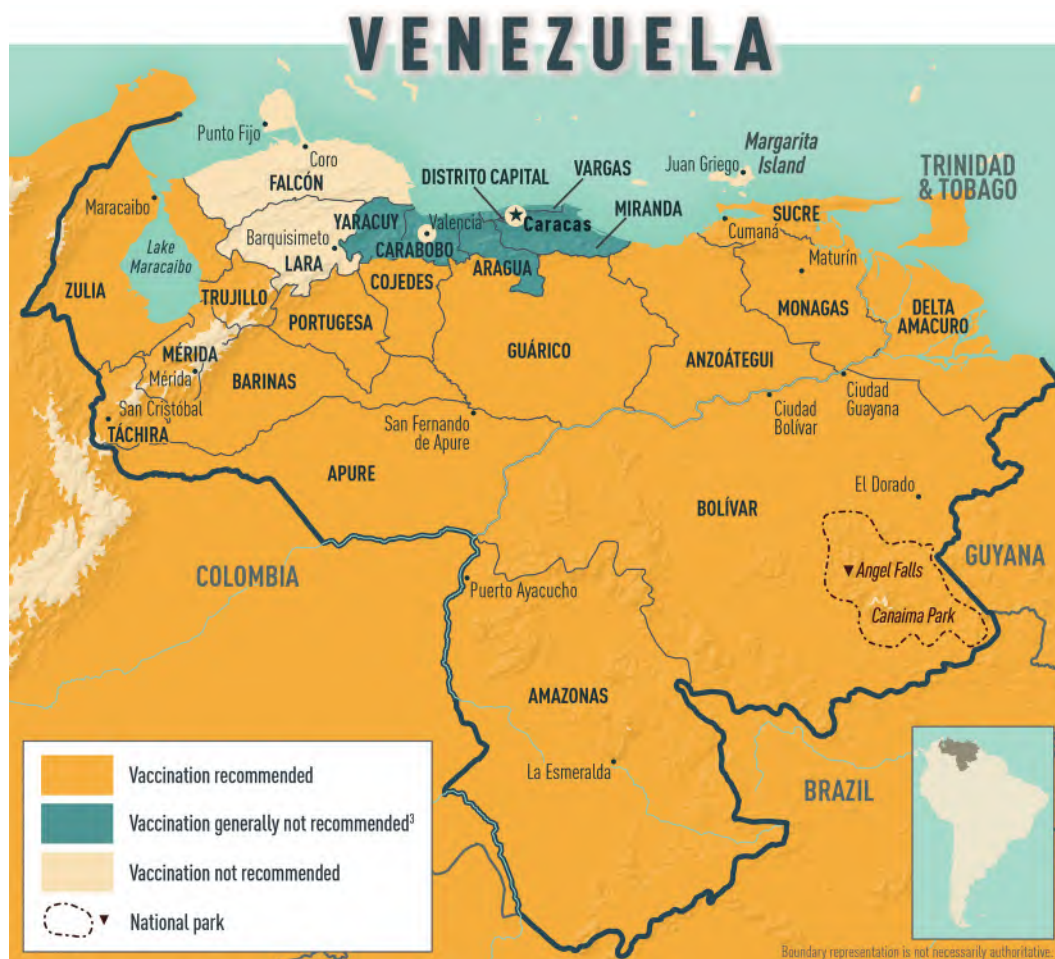 VENEZUELA
Punto Fijo
Coro
Margarita
Island
Juan Griego
TRINIDAD
& TOBAGO
FALCÓN
DISTRITO CAPITAL
VARGAS
MIRANDA
Maracaibo
YARACUY
Valencia
Caracas
SUCRE
Cumaná
Barquisimeto
CARABOBO
Lake
Maracaibo
LARA
ARAGUA
Maturín
ZULIA
TRUJILLO
COJEDES
MONAGAS
DELTA
AMACURO
PORTUGESA
GUÁRICO
ANZOÁTEGUI
MÉRIDA
Mérida
BARINAS
Ciudad
Guayana
San Cristóbal
TÁCHIRA
San Fernando
de Apure
Ciudad
Bolívar
APURE
El Dorado
BOLÍVAR
COLOMBIA
GUYANA
Angel Falls
Puerto Ayacucho
Canaima Park
AMAZONAS
La Esmeralda
BRAZIL
Vaccination recommended
Vaccination generally not recommended³
Vaccination not recommended
National park
Boundary representation is not necessarily authoritative.